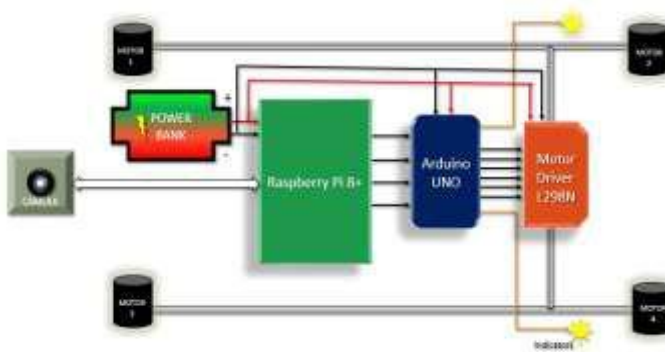 MOTOR
1
MOTOR
2
+
POWER
BANK
-
CAMERA
Raspberry Pi B+
Arduino
UNO
Motor
Driver
L298N
MOTOR
3
MOTOR
4
Indicators